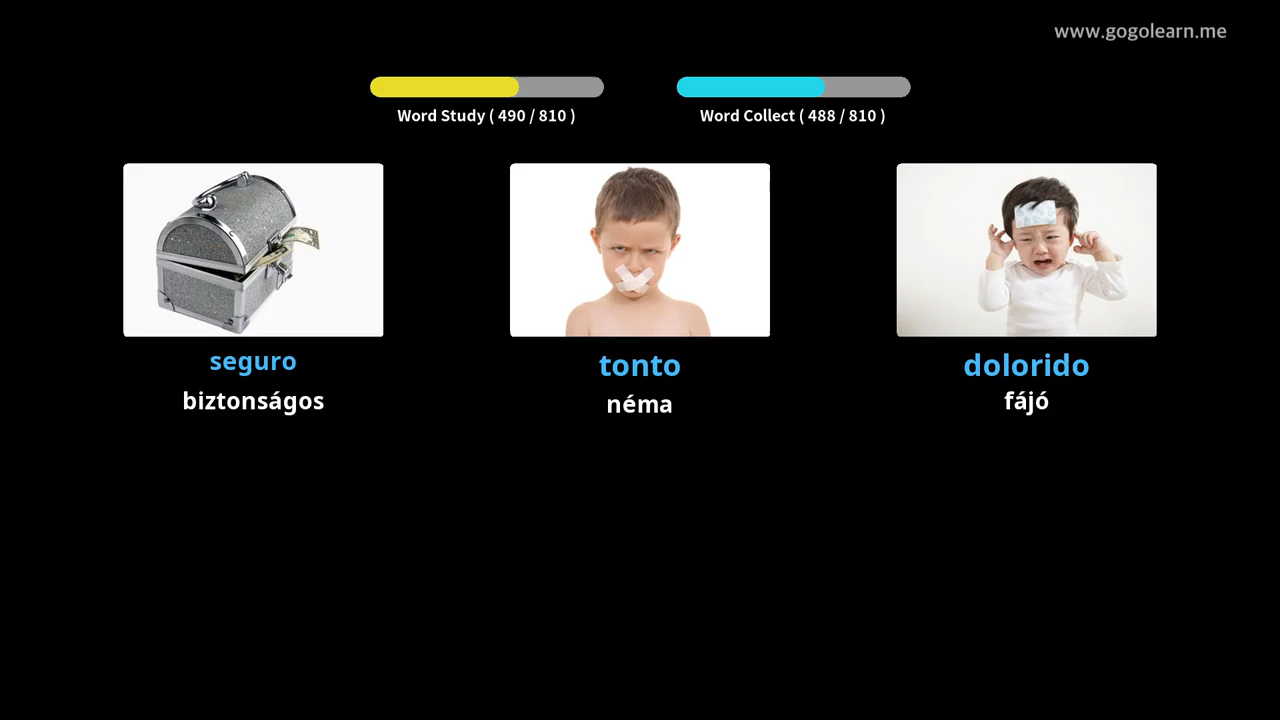 www.gogolearn.me
Word Study ( 490 / 810 )
Word Collect ( 488 / 810 )
seguro
biztonságos
tonto
néma
dolorido
fájó